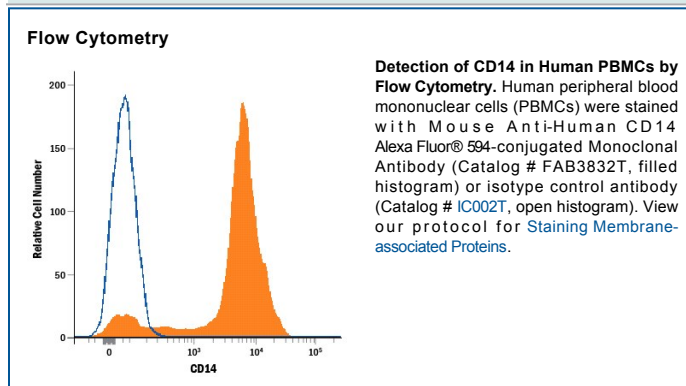 Flow Cytometry
200
150
100
50
0
Relative Cell Number
0 10³ 10⁴ 10⁵
CD14
Detection of CD14 in Human PBMCs by
Flow Cytometry. Human peripheral blood
mononuclear cells (PBMCs) were stained
with Mouse Anti-Human CD14
Alexa Fluor® 594-conjugated Monoclonal
Antibody (Catalog # FAB3832T, filled
histogram) or isotype control antibody
(Catalog # IC002T, open histogram). View
our protocol for Staining Membrane-
associated Proteins.